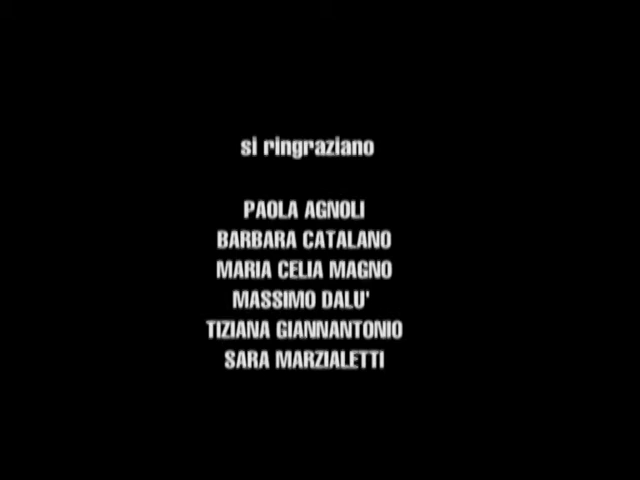 si ringraziano
PAOLA AGNOLI
BARBARA CATALANO
MARIA CELIA MAGNO
MASSIMO DALU'
TIZIANA GIANNANTONIO
SARA MARZIALETTI